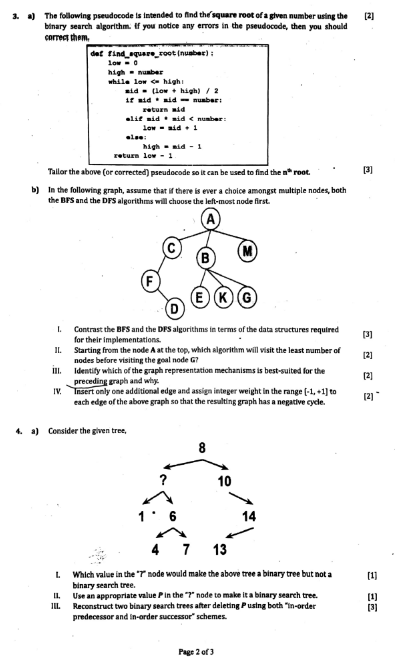 3. a) The following pseudocode is intended to find the square root of a given number using the [2]
binary search algorithm. If you notice any errors in the pseudocode, then you should
correct them.
def find_square_root(number):
low = 0
high = number
while low <= high:
mid = (low + high) / 2
if mid * mid == number:
return mid
elif mid * mid < number:
low = mid + 1
else:
high = mid - 1
return low - 1
Tailor the above (or corrected) pseudocode so it can be used to find the nth root. [3]
b) In the following graph, assume that if there is ever a choice amongst multiple nodes, both
the BFS and the DFS algorithms will choose the left-most node first.
A
C B M
F
D E K G
I. Contrast the BFS and the DFS algorithms in terms of the data structures required [3]
for their implementations.
II. Starting from the node A at the top, which algorithm will visit the least number of [2]
nodes before visiting the goal node G?
III. Identify which of the graph representation mechanisms is best-suited for the [2]
preceding graph and why.
IV. Insert only one additional edge and assign integer weight in the range [-1, +1] to [2]
each edge of the above graph so that the resulting graph has a negative cycle.
4. a) Consider the given tree,
8
? 10
1 6 14
4 7 13
I. Which value in the "?" node would make the above tree a binary tree but not a [1]
binary search tree.
II. Use an appropriate value P in the "?" node to make it a binary search tree. [1]
III. Reconstruct two binary search trees after deleting P using both "in-order [3]
predecessor and in-order successor" schemes.
Page 2 of 3